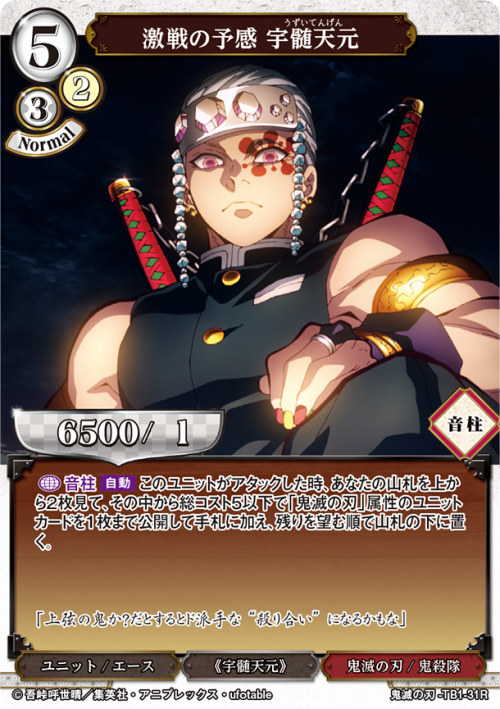 5
うずいてんげん
激戦の予感 宇髄天元
2
3
Normal
音柱
6500/ 1
音柱 自動 このユニットがアタックした時、あなたの山札を上か
ら2枚見て、その中から総コスト5以下で「鬼滅の刃」属性のユニット
カードを1枚まで公開して手札に加え、残りを望む順で山札の下に置
く。
「上弦の鬼か?だとするとド派手な“殺り合い”になるかもな」
ユニット / エース
《宇髄天元》
鬼滅の刃 / 鬼殺隊
©吾峠呼世晴／集英社・アニプレックス・ufotable
鬼滅の刃 -TB1-31R